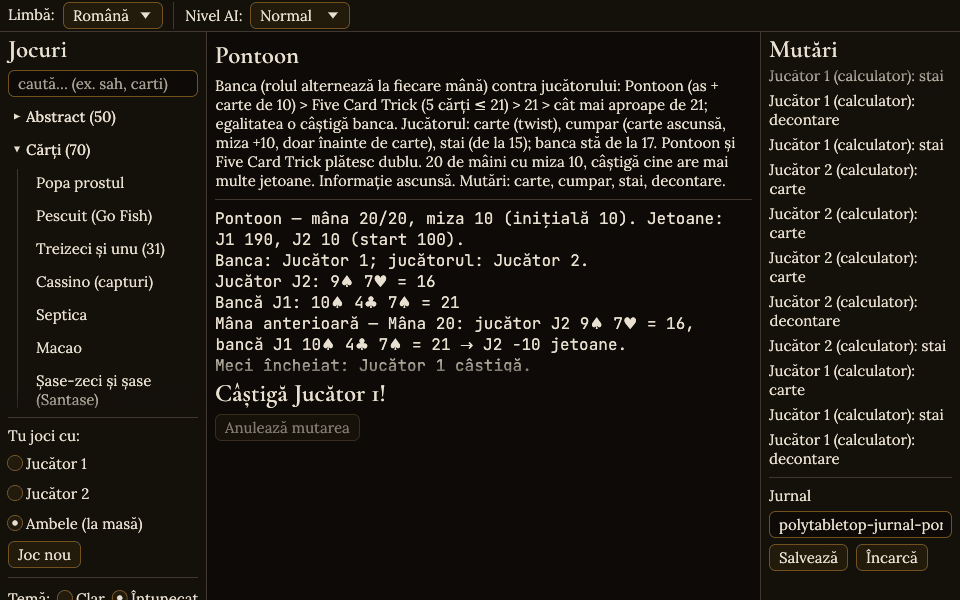 Limbă: Română ▼ Nivel AI: Normal ▼
Jocuri
caută... (ex. sah, carti)
▸ Abstract (50)
▾ Cărți (70)
Popa prostul
Pescuit (Go Fish)
Treizeci și unu (31)
Cassino (capturi)
Septica
Macao
Șase-zeci și șase
(Santase)
Tu joci cu:
Jucător 1
Jucător 2
Ambele (la masă)
Joc nou
Temă: Clar Întunecat
Pontoon
Banca (rolul alternează la fiecare mână) contra jucătorului: Pontoon (as +
carte de 10) > Five Card Trick (5 cărți ≤ 21) > 21 > cât mai aproape de 21;
egalitatea o câștigă banca. Jucătorul: carte (twist), cumpar (carte ascunsă,
miza +10, doar înainte de carte), stai (de la 15); banca stă de la 17. Pontoon și
Five Card Trick plătesc dublu. 20 de mâini cu miza 10, câștigă cine are mai
multe jetoane. Informație ascunsă. Mutări: carte, cumpar, stai, decontare.
Pontoon — mâna 20/20, miza 10 (inițială 10). Jetoane:
J1 190, J2 10 (start 100).
Banca: Jucător 1; jucătorul: Jucător 2.
Jucător J2: 9♠ 7♥ = 16
Bancă J1: 10♠ 4♣ 7♠ = 21
Mâna anterioară — Mâna 20: jucător J2 9♠ 7♥ = 16,
bancă J1 10♠ 4♣ 7♠ = 21 → J2 -10 jetoane.
Meci încheiat: Jucător 1 câștigă.
Câștigă Jucător 1!
Anulează mutarea
Mutări
Jucător 1 (calculator): stai
Jucător 1 (calculator):
decontare
Jucător 1 (calculator): stai
Jucător 2 (calculator):
carte
Jucător 2 (calculator):
carte
Jucător 2 (calculator):
carte
Jucător 2 (calculator):
decontare
Jucător 2 (calculator): stai
Jucător 1 (calculator):
carte
Jucător 1 (calculator): stai
Jucător 1 (calculator):
decontare
Jurnal
polytabletop-jurnal-pon
Salvează Încarcă